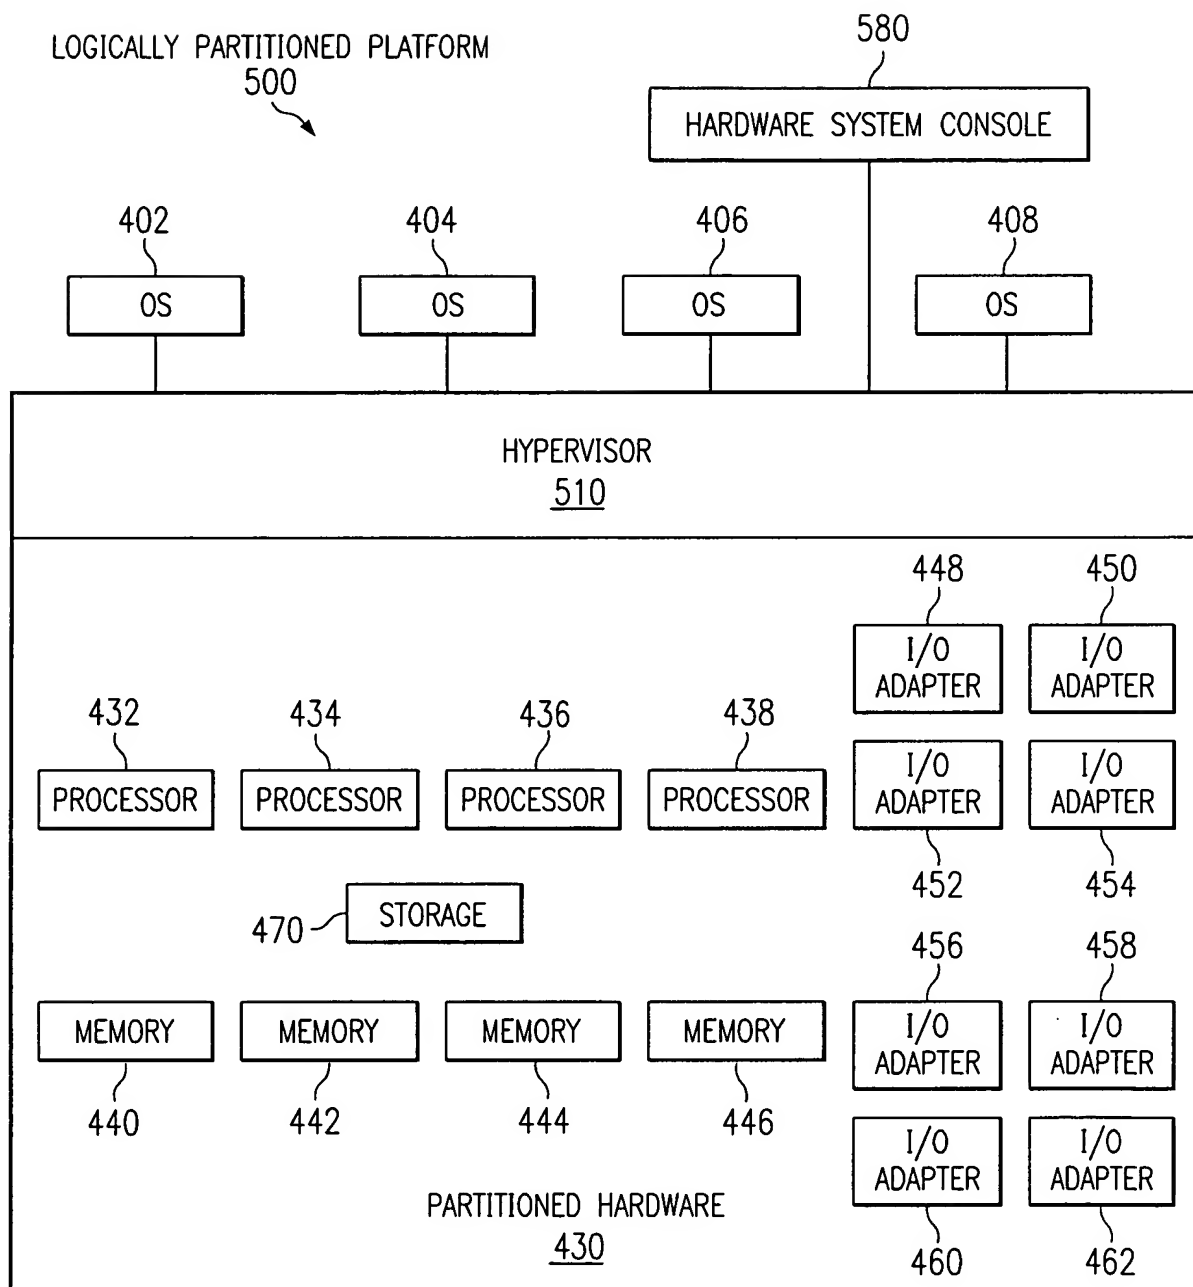 LOGICALLY PARTITIONED PLATFORM
500
580
HARDWARE SYSTEM CONSOLE
402
404
406
408
OS
OS
OS
OS
HYPERVISOR
510
448
450
I/O
ADAPTER
I/O
ADAPTER
432
434
436
438
PROCESSOR
PROCESSOR
PROCESSOR
PROCESSOR
I/O
ADAPTER
I/O
ADAPTER
452
454
470
STORAGE
456
458
MEMORY
MEMORY
MEMORY
MEMORY
I/O
ADAPTER
I/O
ADAPTER
440
442
444
446
I/O
ADAPTER
I/O
ADAPTER
PARTITIONED HARDWARE
430
460
462